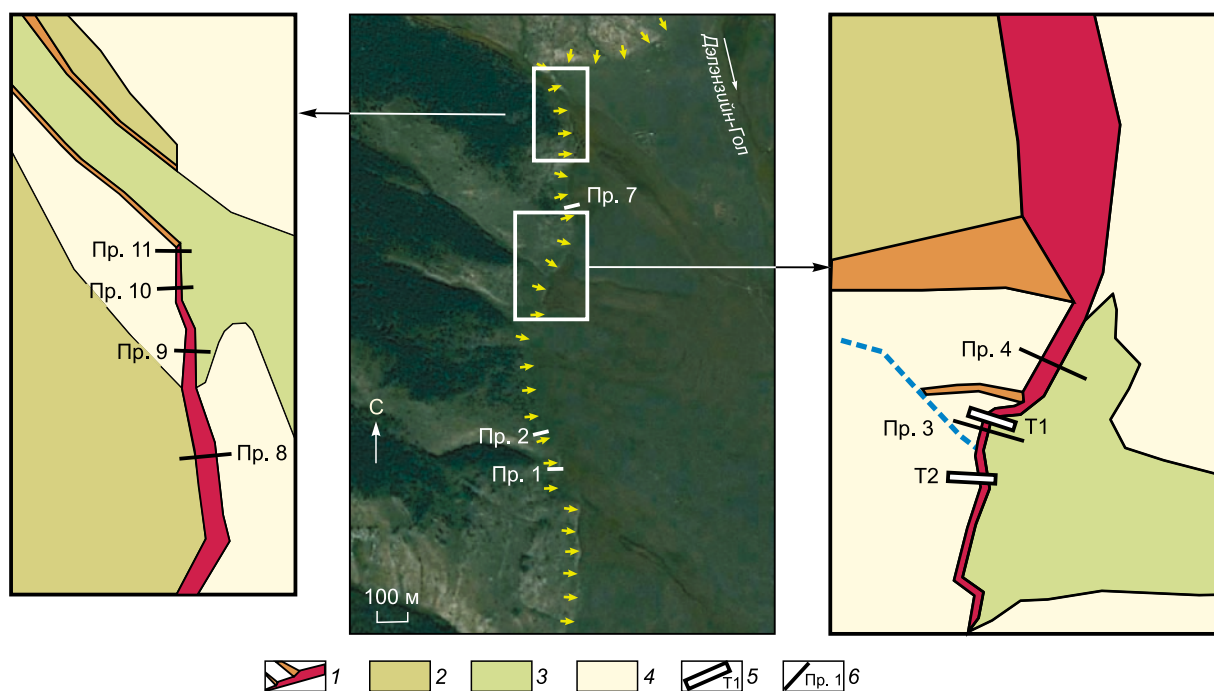 Пр. 11
Пр. 10
Пр. 9
Пр. 8
Дэлэнзийн-Гол
Пр. 7
С
Пр. 2
Пр. 1
100 м
Пр. 4
Пр. 3
Т1
Т2
1
2
3
4
Т1 5
Пр. 1 6